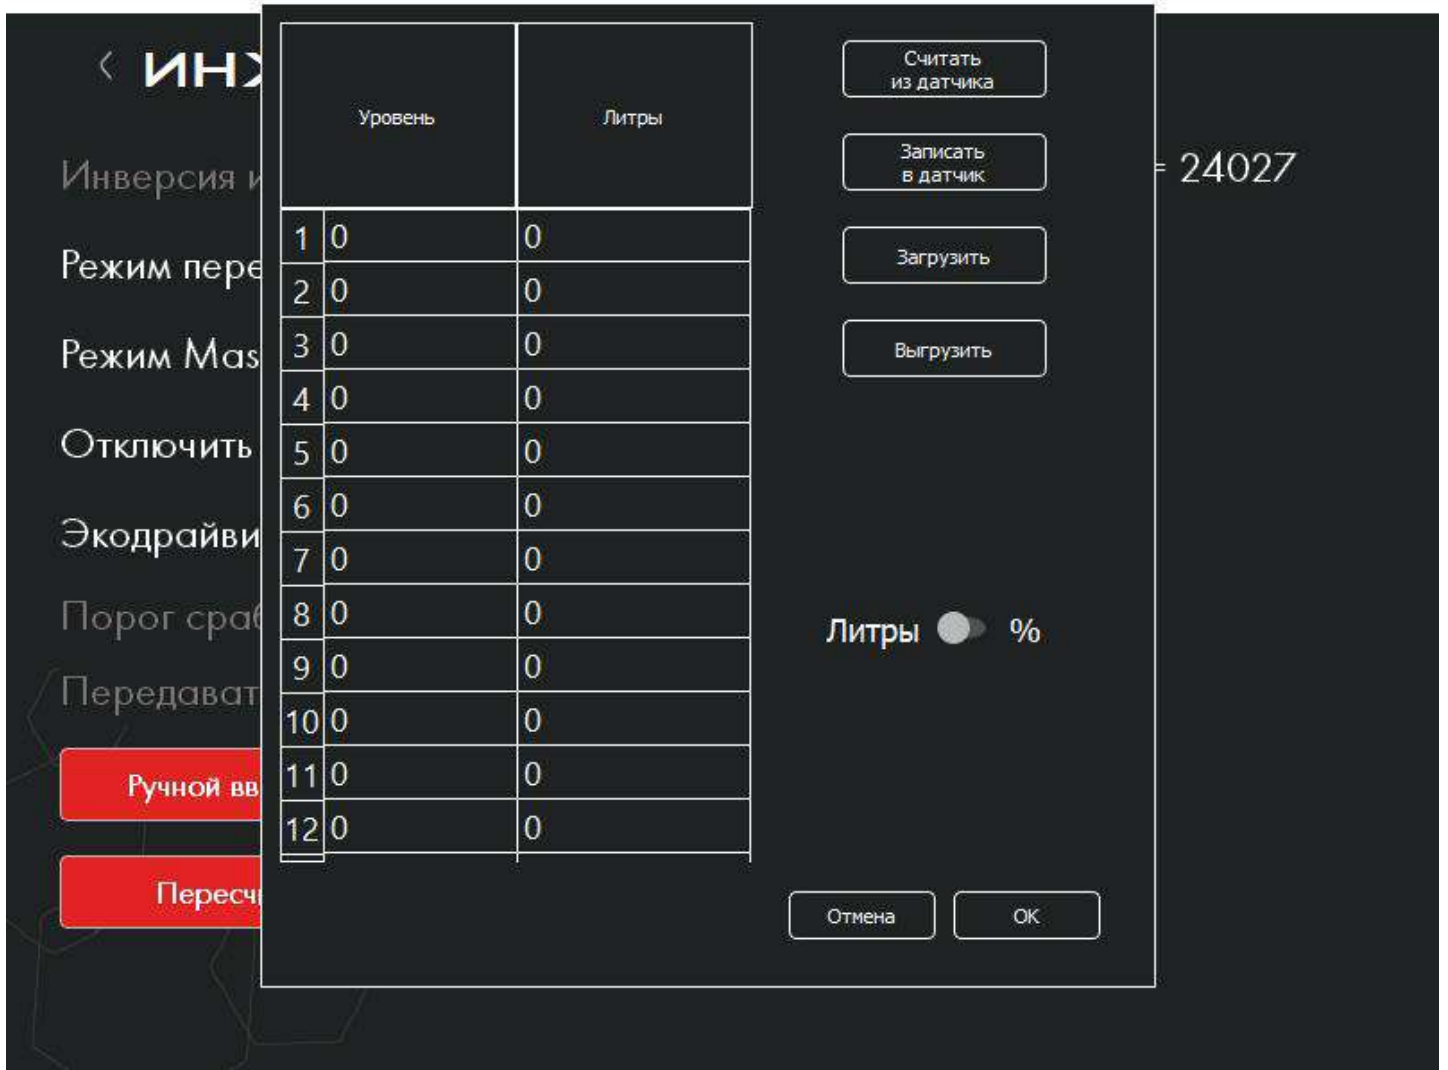 < ИНЖ
Инверсия и
Режим пере
Режим Mas
Отключить
Экодрайви
Порог сраб
Передават
Ручной вв
Пересч
= 24027
Уровень Литры
1 0 0
2 0 0
3 0 0
4 0 0
5 0 0
6 0 0
7 0 0
8 0 0
9 0 0
10 0 0
11 0 0
12 0 0
Считать
из датчика
Записать
в датчик
Загрузить
Выгрузить
Литры %
Отмена OK